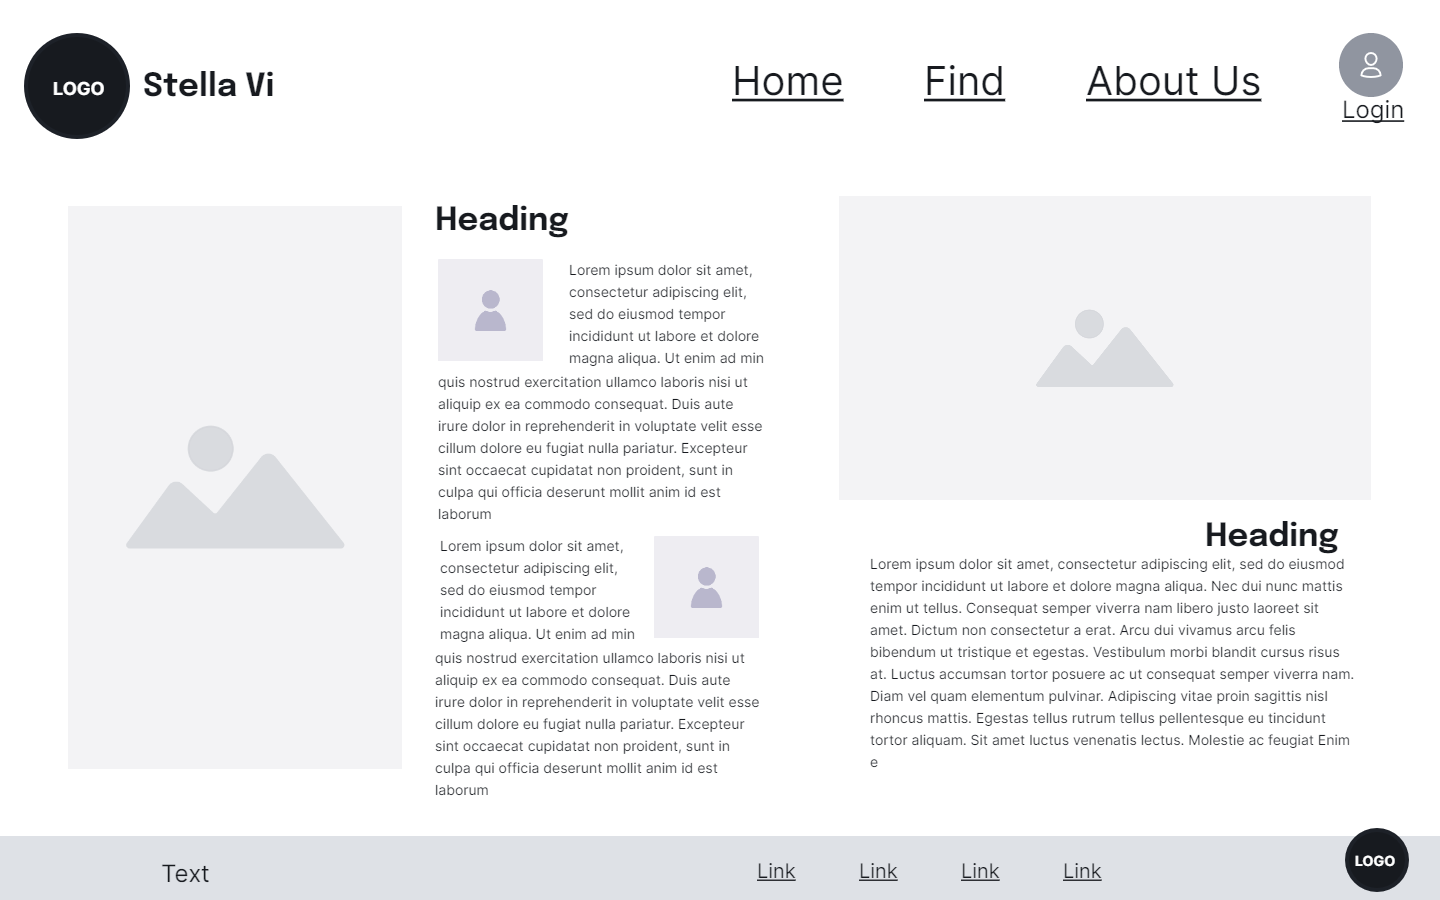 LOGO
Stella Vi
Home
Find
About Us
Login
Heading
Lorem ipsum dolor sit amet,
consectetur adipiscing elit,
sed do eiusmod tempor
incididunt ut labore et dolore
magna aliqua. Ut enim ad min
quis nostrud exercitation ullamco laboris nisi ut
aliquip ex ea commodo consequat. Duis aute
irure dolor in reprehenderit in voluptate velit esse
cillum dolore eu fugiat nulla pariatur. Excepteur
sint occaecat cupidatat non proident, sunt in
culpa qui officia deserunt mollit anim id est
laborum
Lorem ipsum dolor sit amet,
consectetur adipiscing elit,
sed do eiusmod tempor
incididunt ut labore et dolore
magna aliqua. Ut enim ad min
quis nostrud exercitation ullamco laboris nisi ut
aliquip ex ea commodo consequat. Duis aute
irure dolor in reprehenderit in voluptate velit esse
cillum dolore eu fugiat nulla pariatur. Excepteur
sint occaecat cupidatat non proident, sunt in
culpa qui officia deserunt mollit anim id est
laborum
Heading
Lorem ipsum dolor sit amet, consectetur adipiscing elit, sed do eiusmod
tempor incididunt ut labore et dolore magna aliqua. Nec dui nunc mattis
enim ut tellus. Consequat semper viverra nam libero justo laoreet sit
amet. Dictum non consectetur a erat. Arcu dui vivamus arcu felis
bibendum ut tristique et egestas. Vestibulum morbi blandit cursus risus
at. Luctus accumsan tortor posuere ac ut consequat semper viverra nam.
Diam vel quam elementum pulvinar. Adipiscing vitae proin sagittis nisl
rhoncus mattis. Egestas tellus rutrum tellus pellentesque eu tincidunt
tortor aliquam. Sit amet luctus venenatis lectus. Molestie ac feugiat Enim
e
Text
Link
Link
Link
Link
LOGO